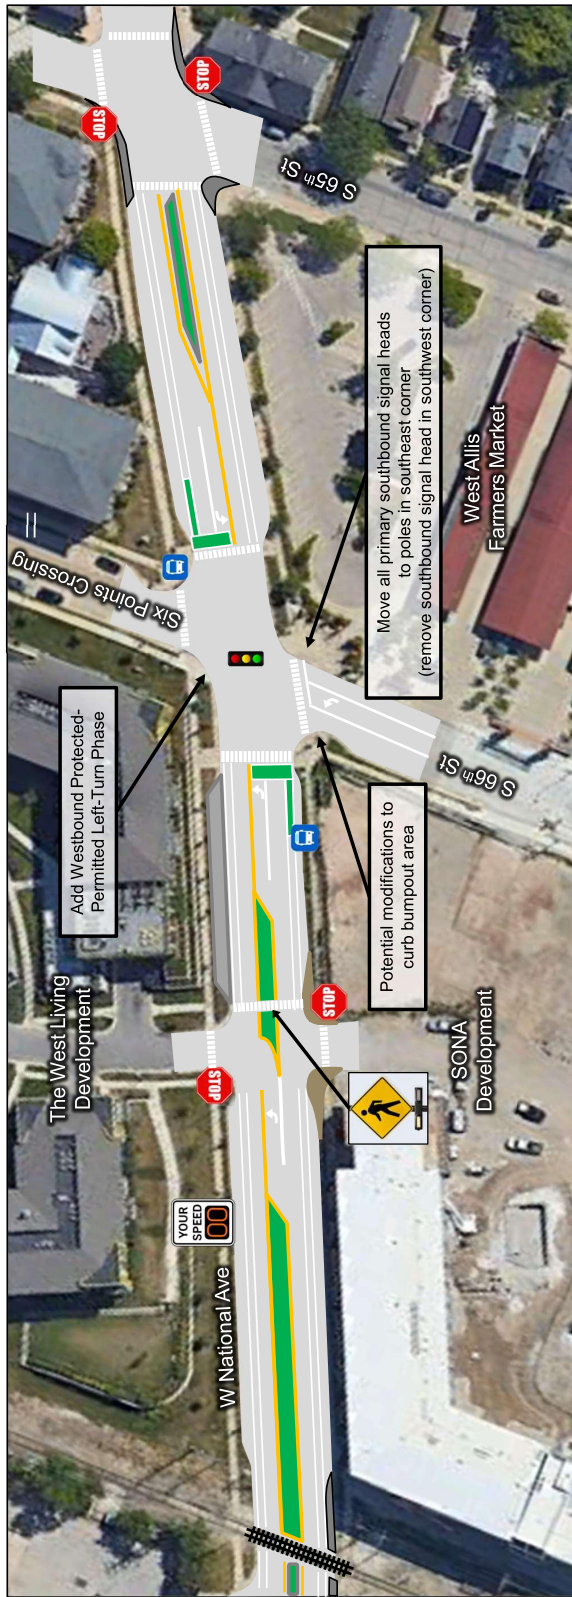 The West Living
Development
Add Westbound Protected-
Permitted Left-Turn Phase
Six Points Crossing
STOP
STOP
STOP
STOP
YOUR
SPEED
00
W National Ave
SONA
Development
Potential modifications to
curb bumpout area
S 66th St
Move all primary southbound signal heads
to poles in southeast corner
(remove southbound signal head in southwest corner)
West Allis
Farmers Market
S 65th St